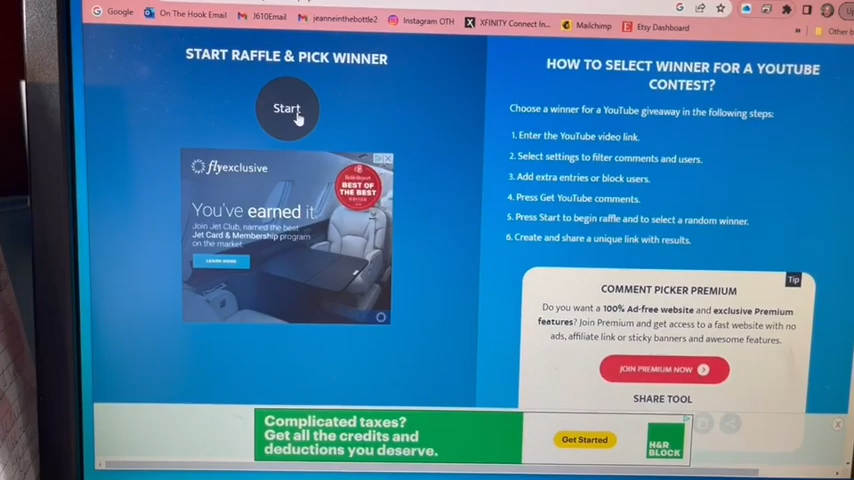 Google
On The Hook Email
J610Email
jeanneinthebottle2
Instagram OTH
XFINITY Connect In...
Mailchimp
Etsy Dashboard
»
Other b
START RAFFLE & PICK WINNER
Start
flyexclusive
BEST OF
THE BEST
You've earned it.
Join Jet Club, named the best
Jet Card & Membership program
on the market.
LEARN MORE
HOW TO SELECT WINNER FOR A YOUTUBE
CONTEST?
Choose a winner for a YouTube giveaway in the following steps:
1. Enter the YouTube video link.
2. Select settings to filter comments and users.
3. Add extra entries or block users.
4. Press Get YouTube comments.
5. Press Start to begin raffle and to select a random winner.
6. Create and share a unique link with results.
Tip
COMMENT PICKER PREMIUM
Do you want a 100% Ad-free website and exclusive Premium
features? Join Premium and get access to a fast website with no
ads, affiliate link or sticky banners and awesome features.
JOIN PREMIUM NOW
SHARE TOOL
Complicated taxes?
Get all the credits and
deductions you deserve.
Get Started
H&R
BLOCK